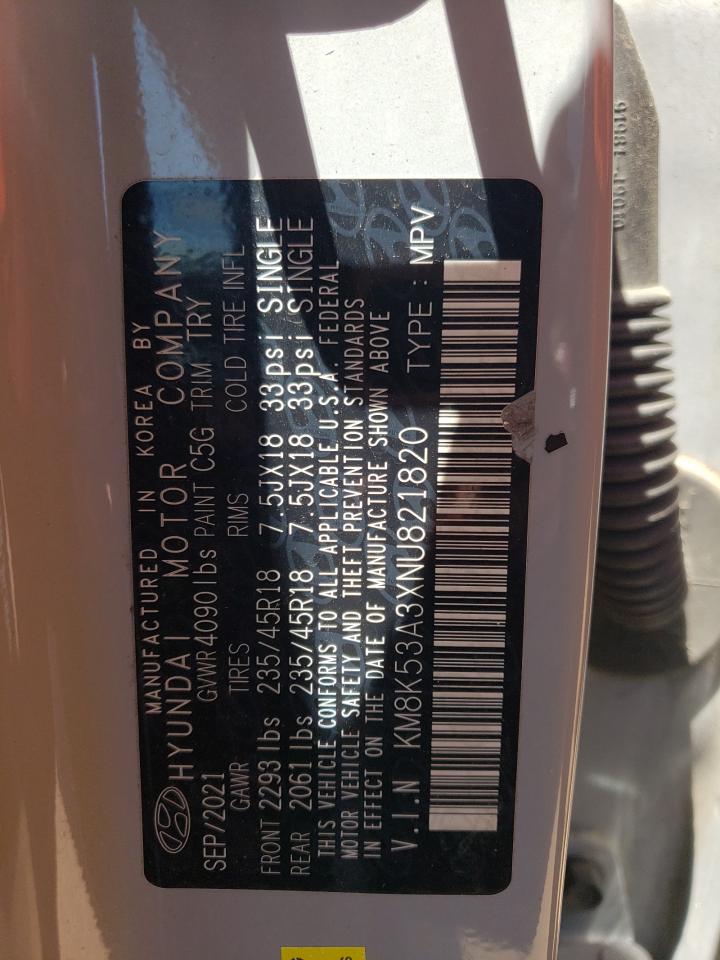 MANUFACTURED IN KOREA BY
HYUNDAI MOTOR COMPANY
SEP/2021 GVWR 4090 lbs PAINT C5G TRIM TRY
GAWR TIRES RIMS COLD TIRE INFL
FRONT 2293 lbs 235/45R18 7.5JX18 33psi SINGLE
REAR 2061 lbs 235/45R18 7.5JX18 33psi SINGLE
THIS VEHICLE CONFORMS TO ALL APPLICABLE U.S.A. FEDERAL
MOTOR VEHICLE SAFETY AND THEFT PREVENTION STANDARDS
IN EFFECT ON THE DATE OF MANUFACTURE SHOWN ABOVE
V.I.N KM8K53A3XNU821820 TYPE : MPV